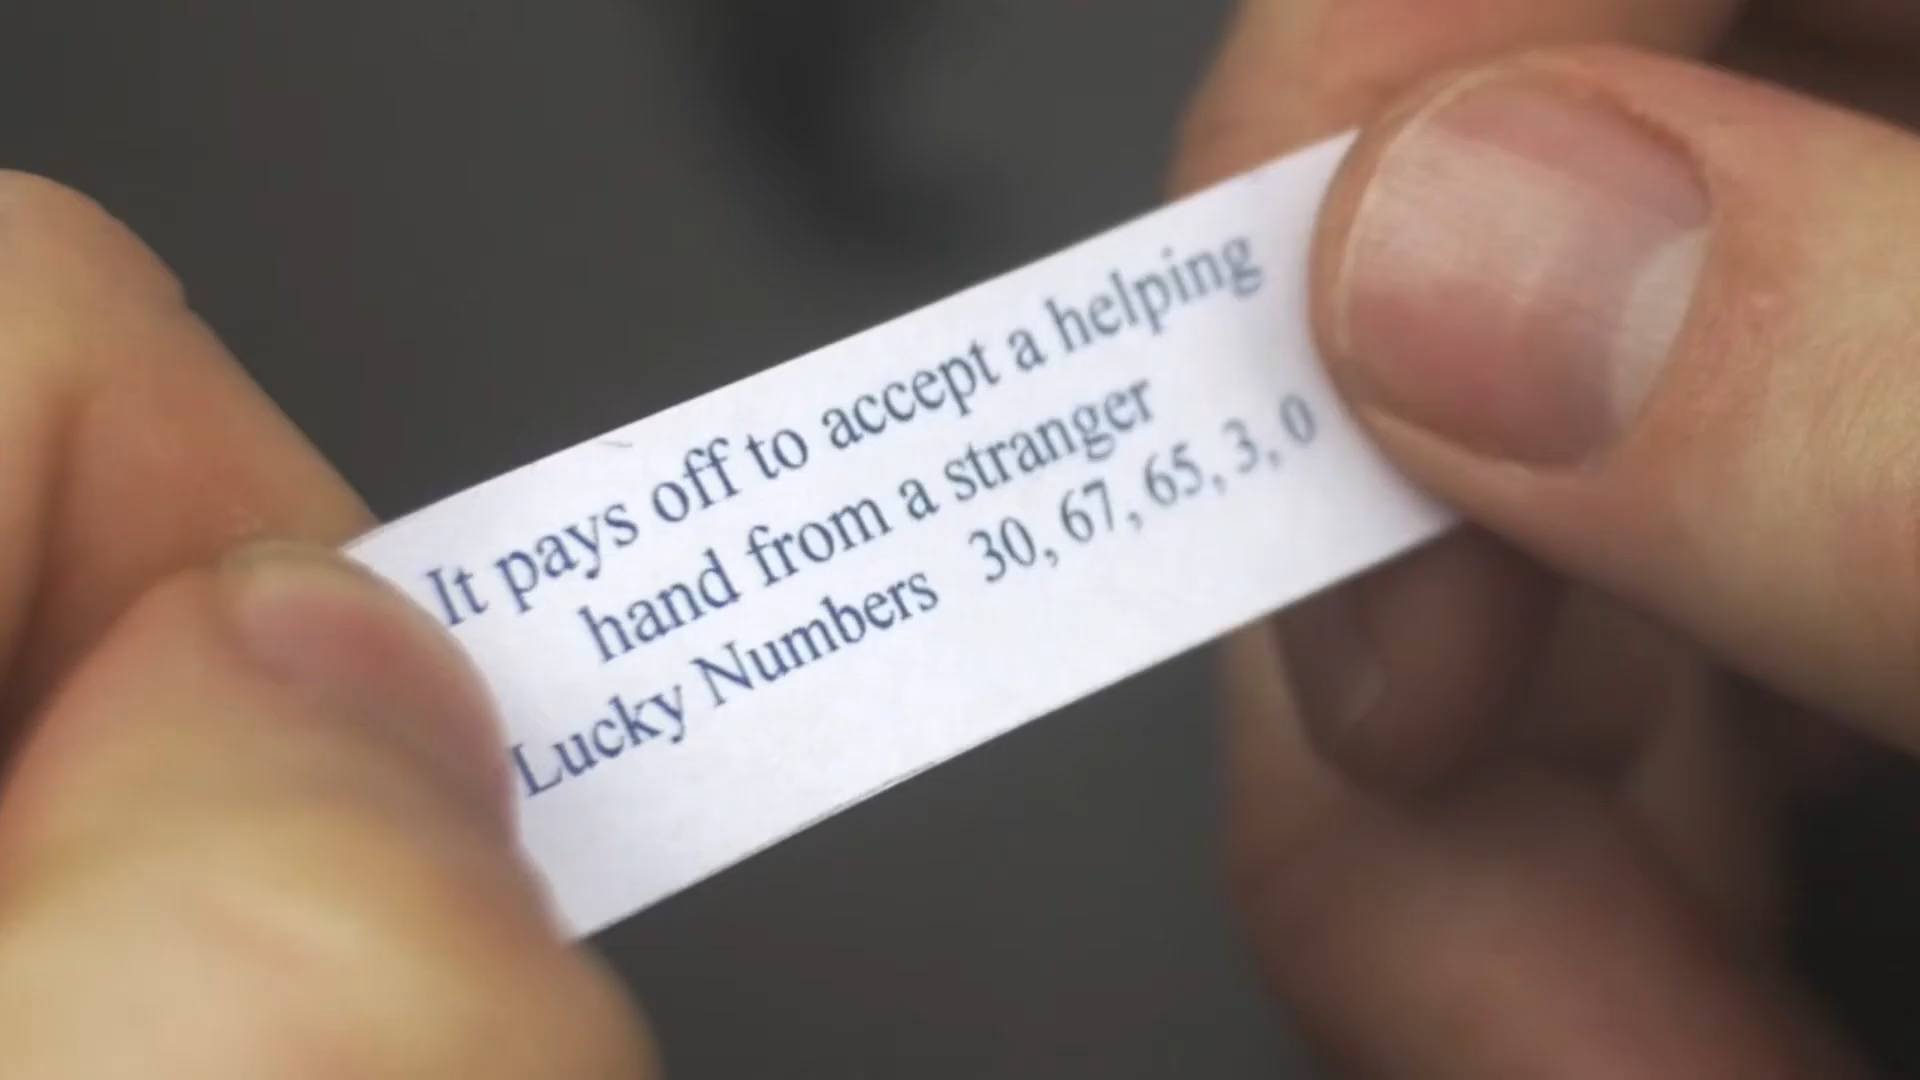 It pays off to accept a helping
hand from a stranger
Lucky Numbers 30, 67, 65, 3, 0